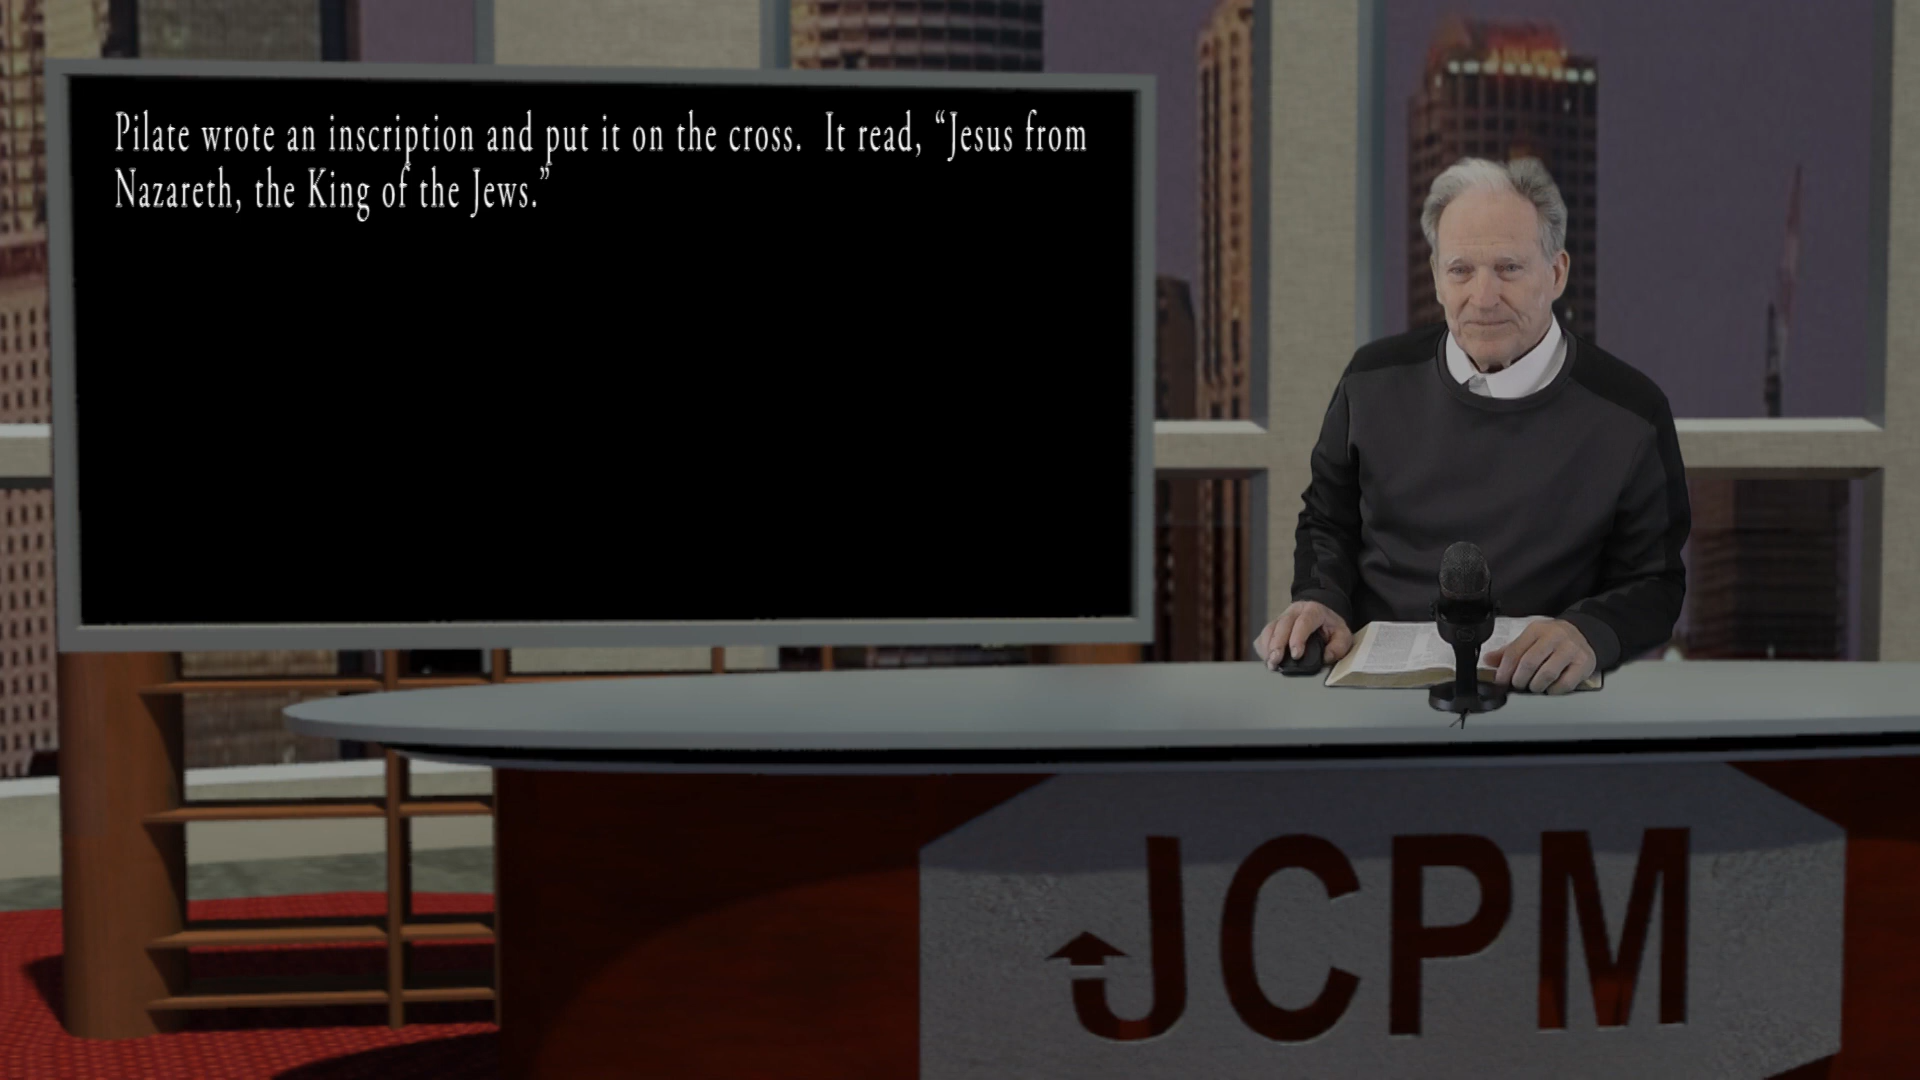 Pilate wrote an inscription and put it on the cross.  It read, “Jesus from
Nazareth, the King of the Jews.”
JCPM